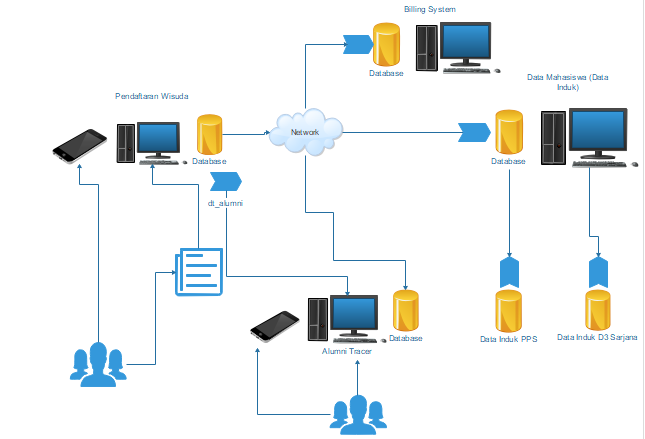 Billing System
Database
Data Mahasiswa (Data
Induk)
Pendaftaran Wisuda
Network
Database
Database
dt_alumni
Data Induk PPS
Data Induk D3 Sarjana
Database
Alumni Tracer